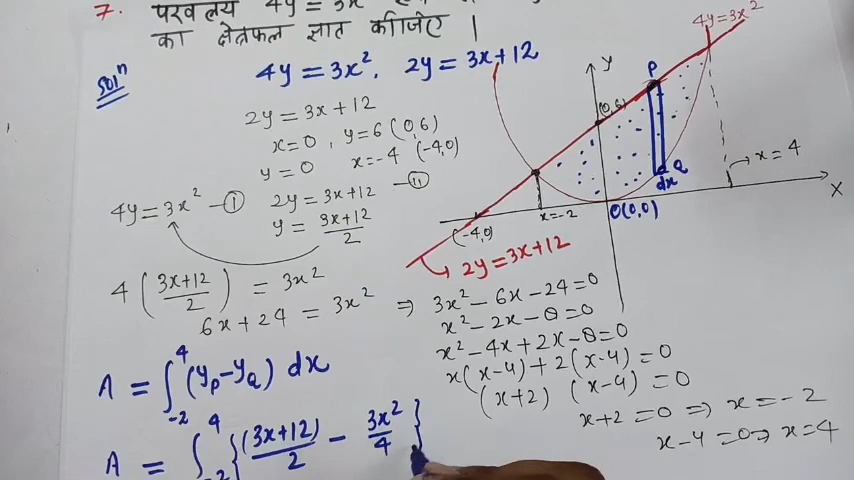 7. परवलय 4y = 3x²
का क्षेत्रफल ज्ञात कीजिए |
Solⁿ
4y = 3x², 2y = 3x + 12
2y = 3x + 12
x = 0, y = 6 (0,6)
y = 0 x = -4 (-4,0)
4y = 3x² — (I) 2y = 3x + 12 — (II)
y = (3x + 12)/2
4((3x + 12)/2) = 3x²
6x + 24 = 3x² ⇒ 3x² - 6x - 24 = 0
x² - 2x - 8 = 0
x² - 4x + 2x - 8 = 0
x(x-4) + 2(x-4) = 0
(x+2) (x-4) = 0
x + 2 = 0 ⇒ x = -2
x - 4 = 0 ⇒ x = 4
A = ∫₋₂⁴ (y_P - y_Q) dx
A = ∫₋₂⁴ {(3x+12)/2 - 3x²/4}
4y = 3x²
y
P
(0,6)
Q
dx
x = 4
X
x = -2
O(0,0)
(-4,0)
2y = 3x + 12